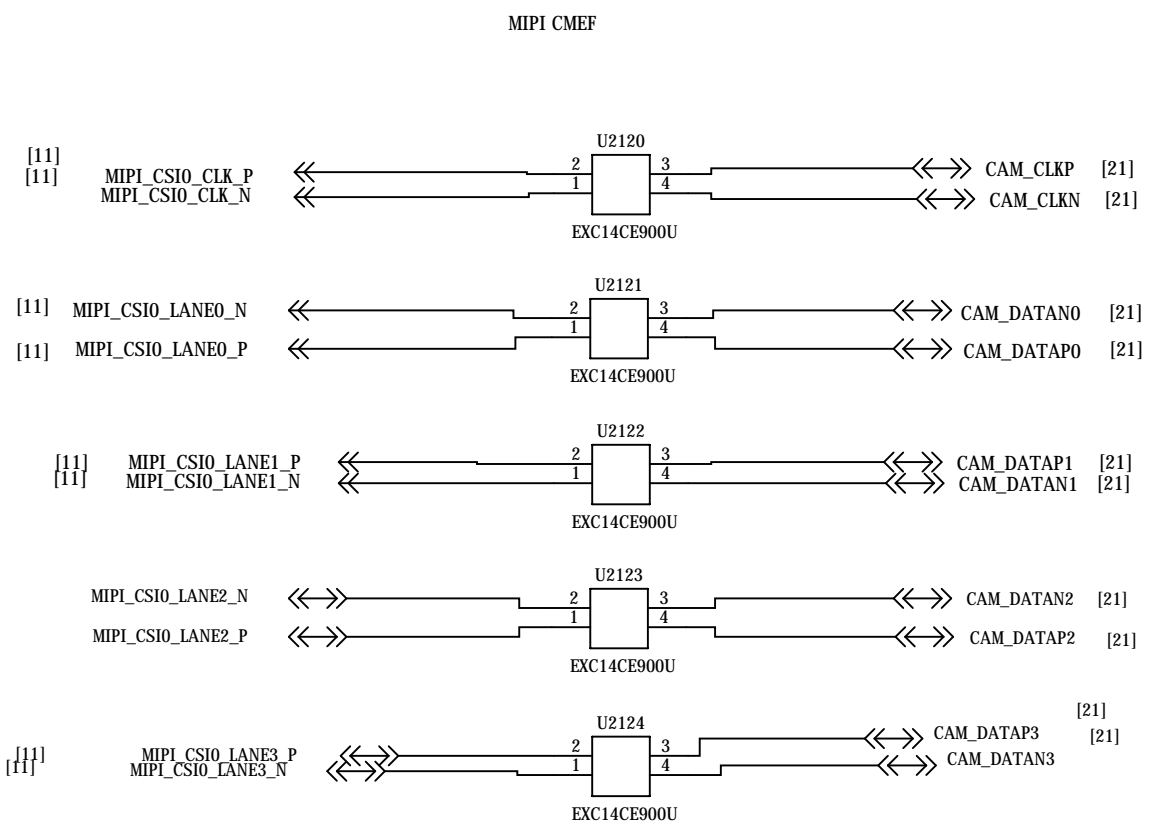 MIPI CMEF
U2120
[11]
[11] MIPI_CSI0_CLK_P 2 3 CAM_CLKP [21]
MIPI_CSI0_CLK_N 1 4 CAM_CLKN [21]
EXC14CE900U
U2121
[11] MIPI_CSI0_LANE0_N 2 3 CAM_DATAN0 [21]
1 4
[11] MIPI_CSI0_LANE0_P CAM_DATAP0 [21]
EXC14CE900U
U2122
[11] MIPI_CSI0_LANE1_P 2 3 CAM_DATAP1 [21]
[11] MIPI_CSI0_LANE1_N 1 4 CAM_DATAN1 [21]
EXC14CE900U
U2123
MIPI_CSI0_LANE2_N 2 3 CAM_DATAN2 [21]
1 4
MIPI_CSI0_LANE2_P CAM_DATAP2 [21]
EXC14CE900U
[21]
U2124
CAM_DATAP3 [21]
[11] MIPI_CSI0_LANE3_P 2 3 CAM_DATAN3
[11] MIPI_CSI0_LANE3_N 1 4
EXC14CE900U